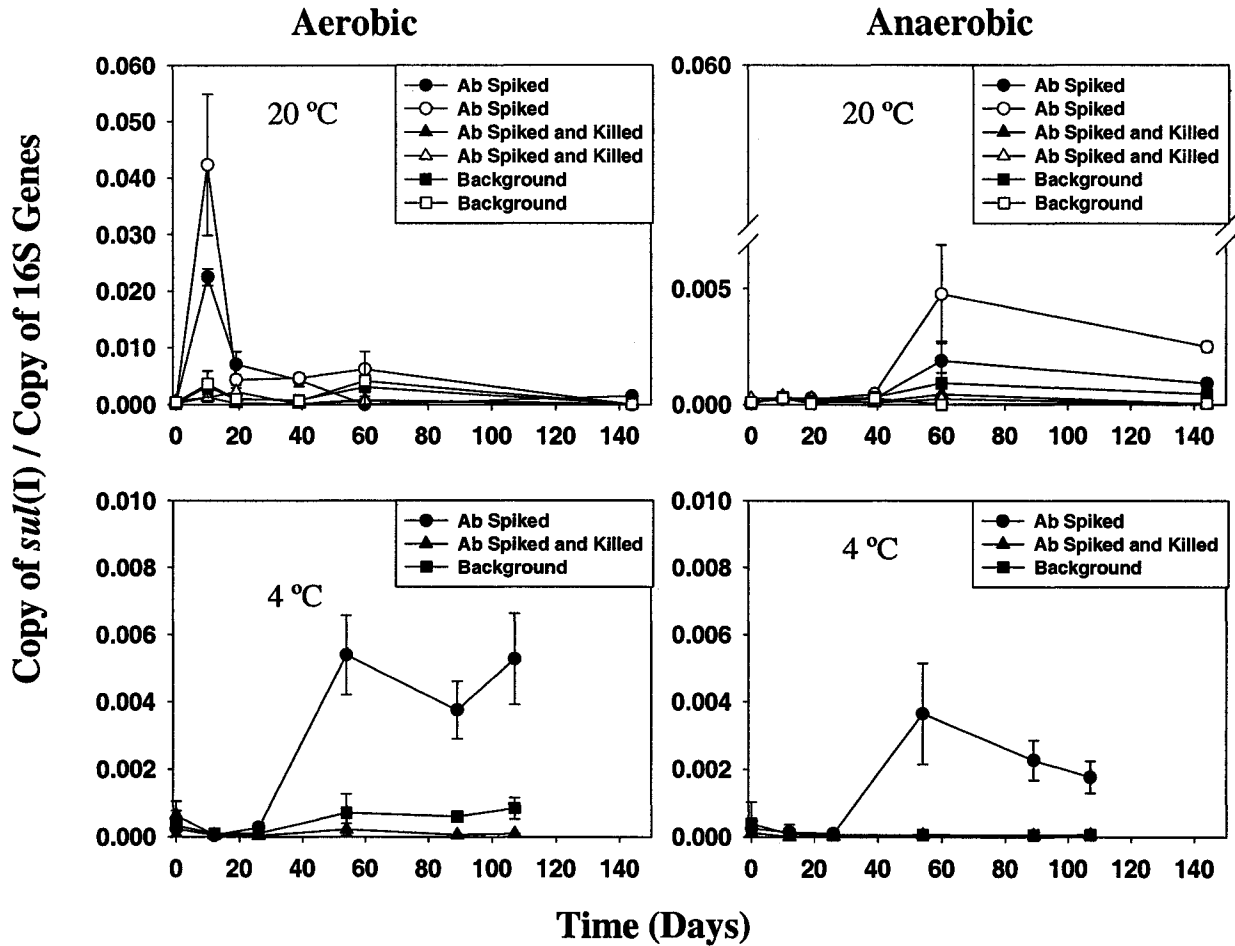 Aerobic
Anaerobic
Copy of sul(I) / Copy of 16S Genes
0.060
0.050
0.040
0.030
0.020
0.010
0.000
20 ºC
Ab Spiked
Ab Spiked
Ab Spiked and Killed
Ab Spiked and Killed
Background
Background
0 20 40 60 80 100 120 140
0.060
0.005
0.000
20 ºC
Ab Spiked
Ab Spiked
Ab Spiked and Killed
Ab Spiked and Killed
Background
Background
0 20 40 60 80 100 120 140
0.010
0.008
0.006
0.004
0.002
0.000
4 ºC
Ab Spiked
Ab Spiked and Killed
Background
0 20 40 60 80 100 120 140
0.010
0.008
0.006
0.004
0.002
0.000
4 ºC
Ab Spiked
Ab Spiked and Killed
Background
0 20 40 60 80 100 120 140
Time (Days)